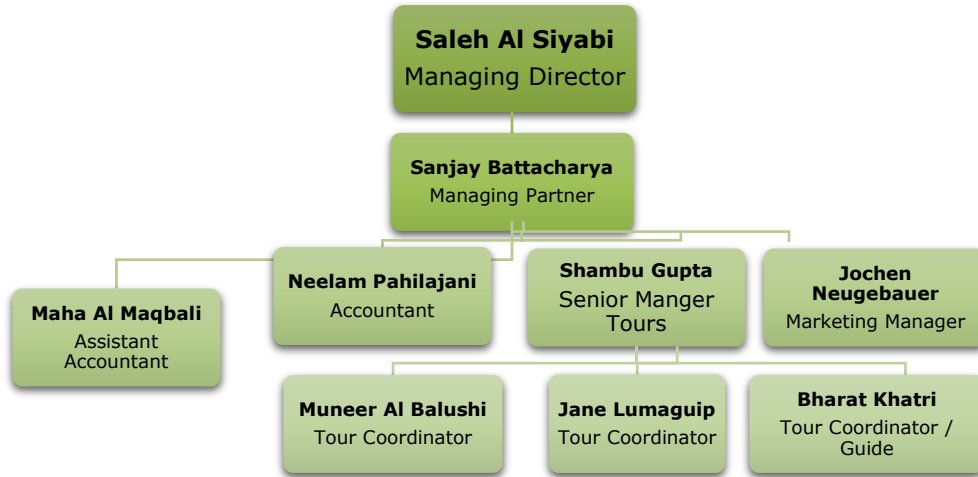 Saleh Al Siyabi
Managing Director
Sanjay Battacharya
Managing Partner
Maha Al Maqbali
Assistant
Accountant
Neelam Pahilajani
Accountant
Shambu Gupta
Senior Manger
Tours
Jochen
Neugebauer
Marketing Manager
Muneer Al Balushi
Tour Coordinator
Jane Lumaguip
Tour Coordinator
Bharat Khatri
Tour Coordinator /
Guide